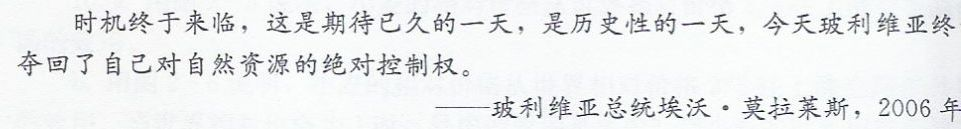 时机终于来临，这是期待已久的一天，是历史性的一天，今天玻利维亚终
夺回了自己对自然资源的绝对控制权。
——玻利维亚总统埃沃·莫拉莱斯，2006 年